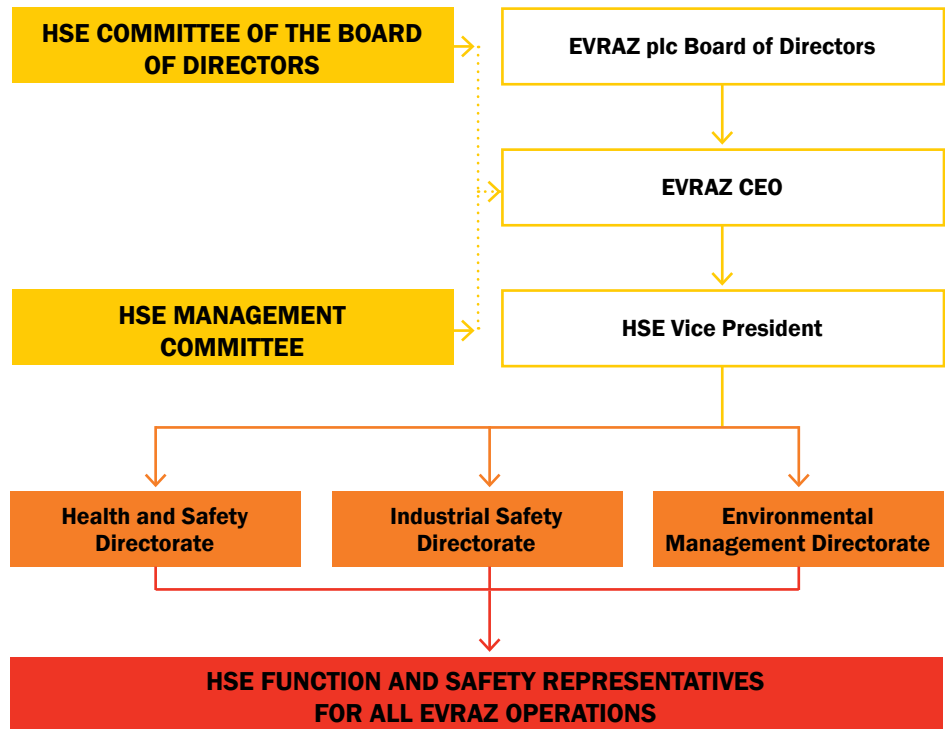 HSE COMMITTEE OF THE BOARD
OF DIRECTORS
EVRAZ plc Board of Directors
EVRAZ CEO
HSE MANAGEMENT
COMMITTEE
HSE Vice President
Health and Safety
Directorate
Industrial Safety
Directorate
Environmental
Management Directorate
HSE FUNCTION AND SAFETY REPRESENTATIVES
FOR ALL EVRAZ OPERATIONS